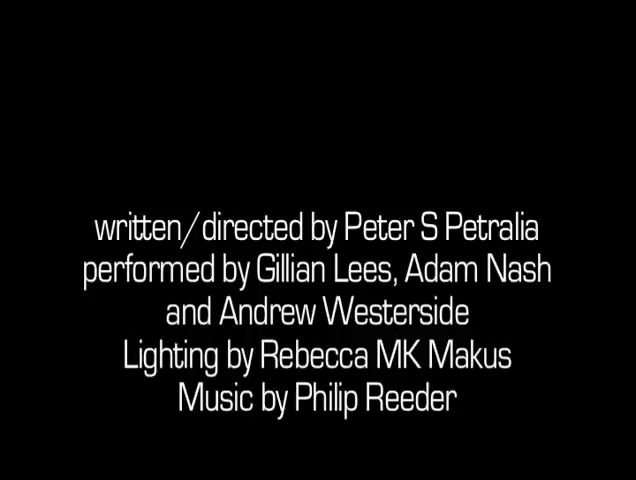 written/directed by Peter S Petralia
performed by Gillian Lees, Adam Nash
and Andrew Westerside
Lighting by Rebecca MK Makus
Music by Philip Reeder